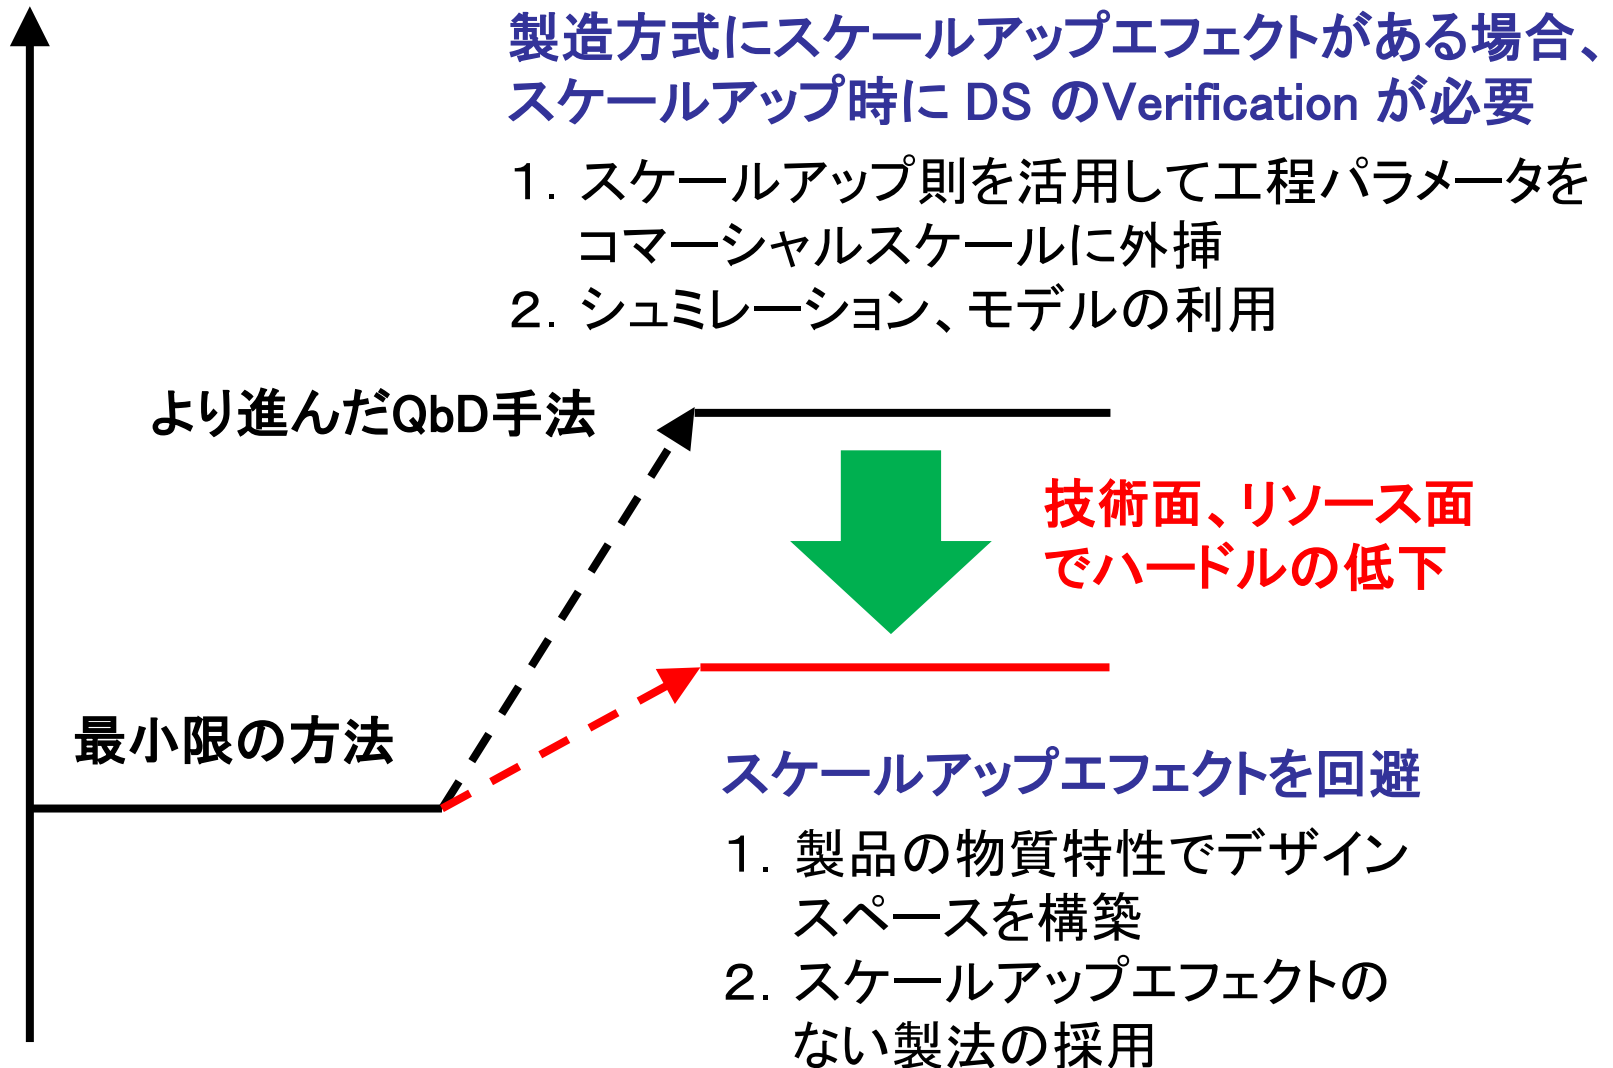 製造方式にスケールアップエフェクトがある場合、
スケールアップ時に DS のVerification が必要
１．スケールアップ則を活用して工程パラメータを
コマーシャルスケールに外挿
２．シュミレーション、モデルの利用
より進んだQbD手法
技術面、リソース面
でハードルの低下
最小限の方法
スケールアップエフェクトを回避
１．製品の物質特性でデザイン
スペースを構築
２．スケールアップエフェクトの
ない製法の採用